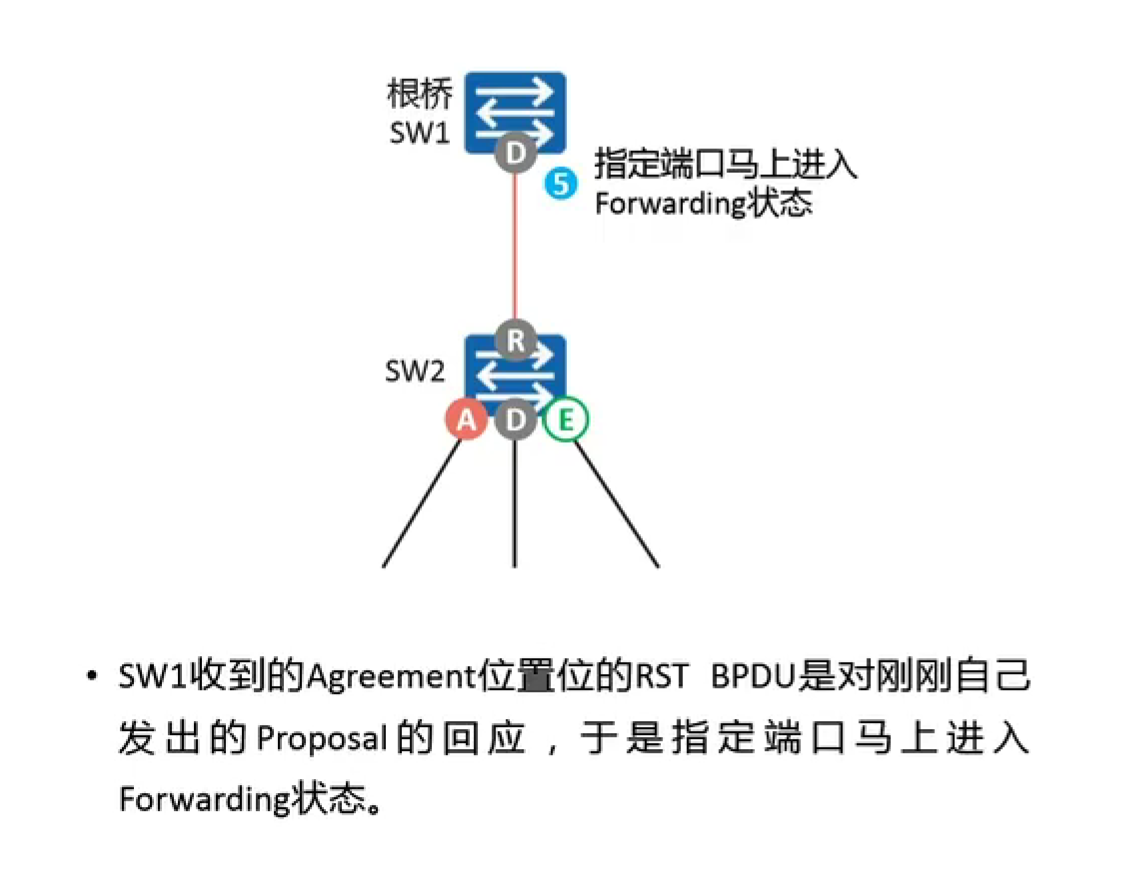 根桥
SW1
D
5
指定端口马上进入
Forwarding状态
R
SW2
A
D
E
• SW1收到的Agreement位置位的RST BPDU是对刚刚自己
发出的Proposal的回应，于是指定端口马上进入
Forwarding状态。